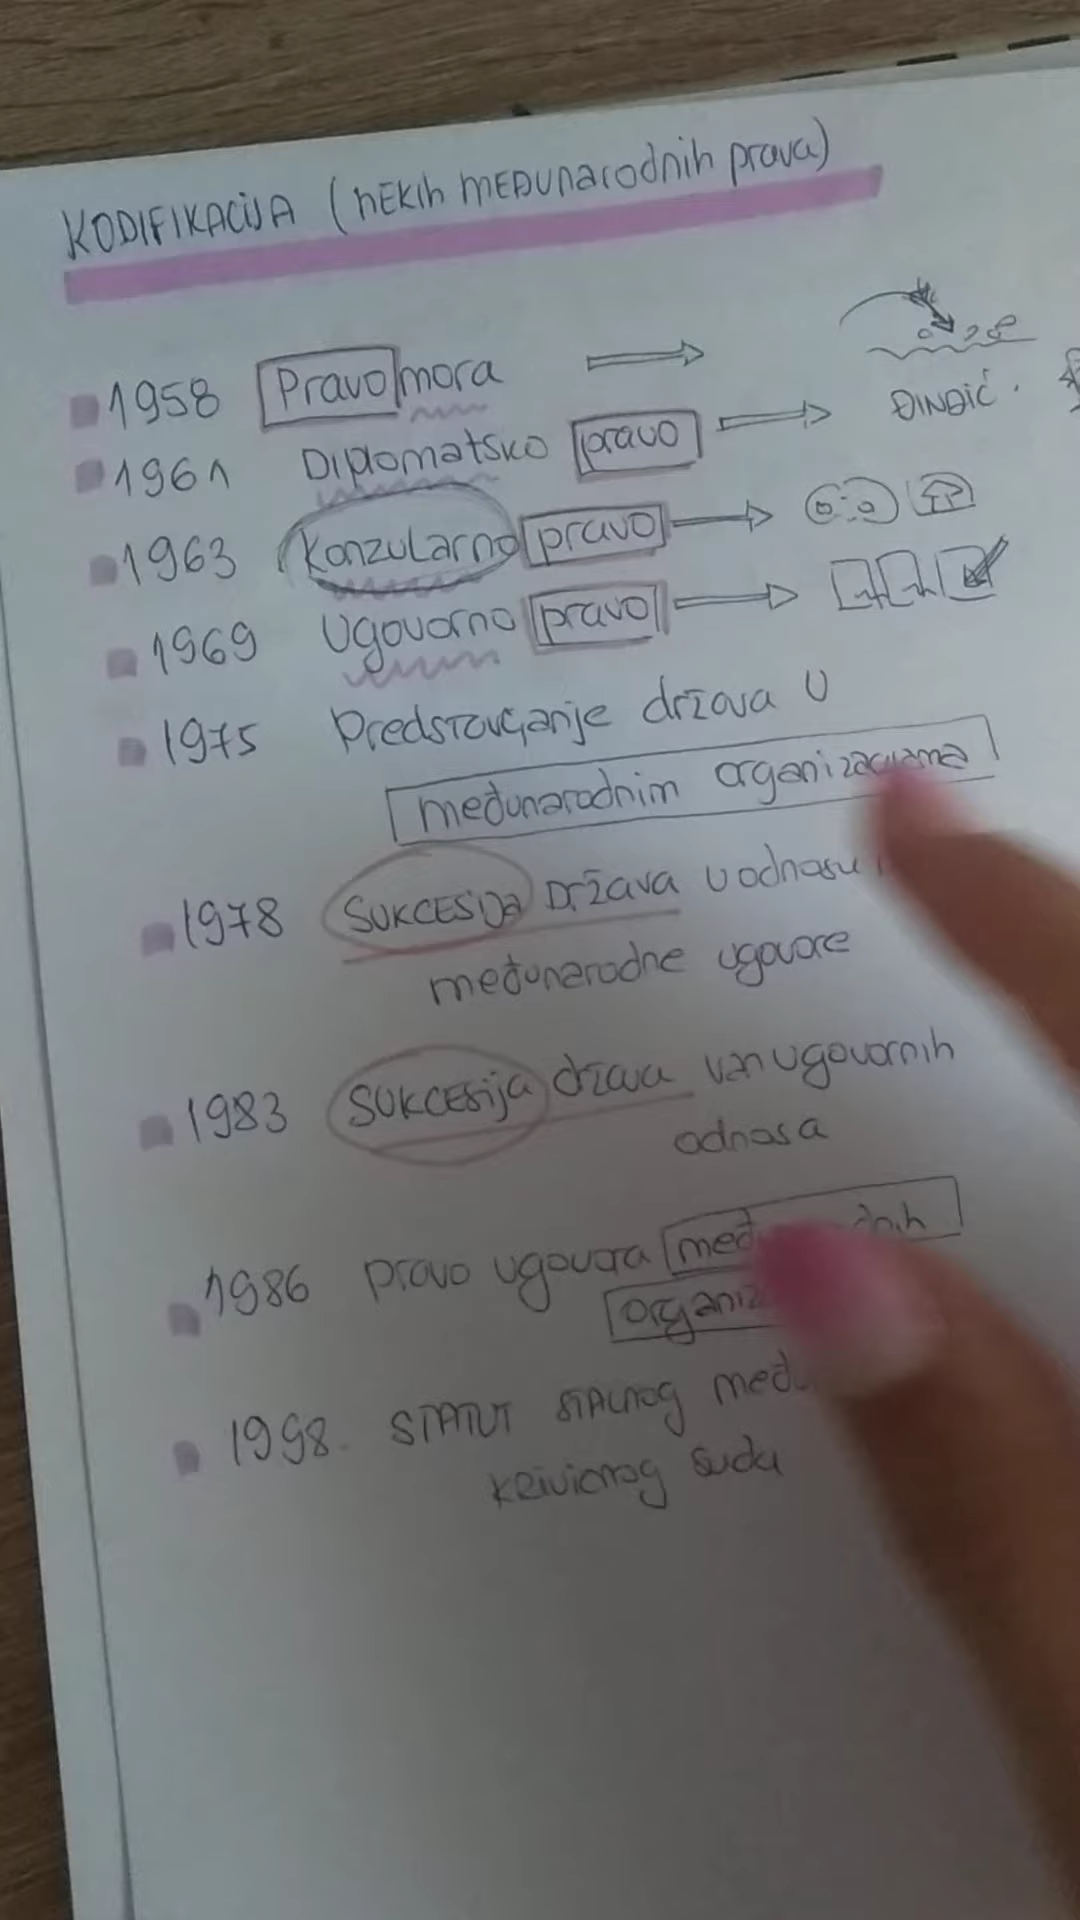 KODIFIKACIJA (nEKIh mEĐUnarodnih prava)
1958 Pravo mora
1961 Diplomatsko pravo ĐINĐIĆ.
1963 Konzularno pravo
1969 Ugovorno pravo
1975 Predstavljanje država U
međunarodnim organizacijama
1978 SUKCESIJA Država u odnosu
međunarodne ugovore
1983 SUKCESija država van ugovornih
odnosa
1986 pravo ugovora
1998. STATUT STALNOG
krivičnog suda